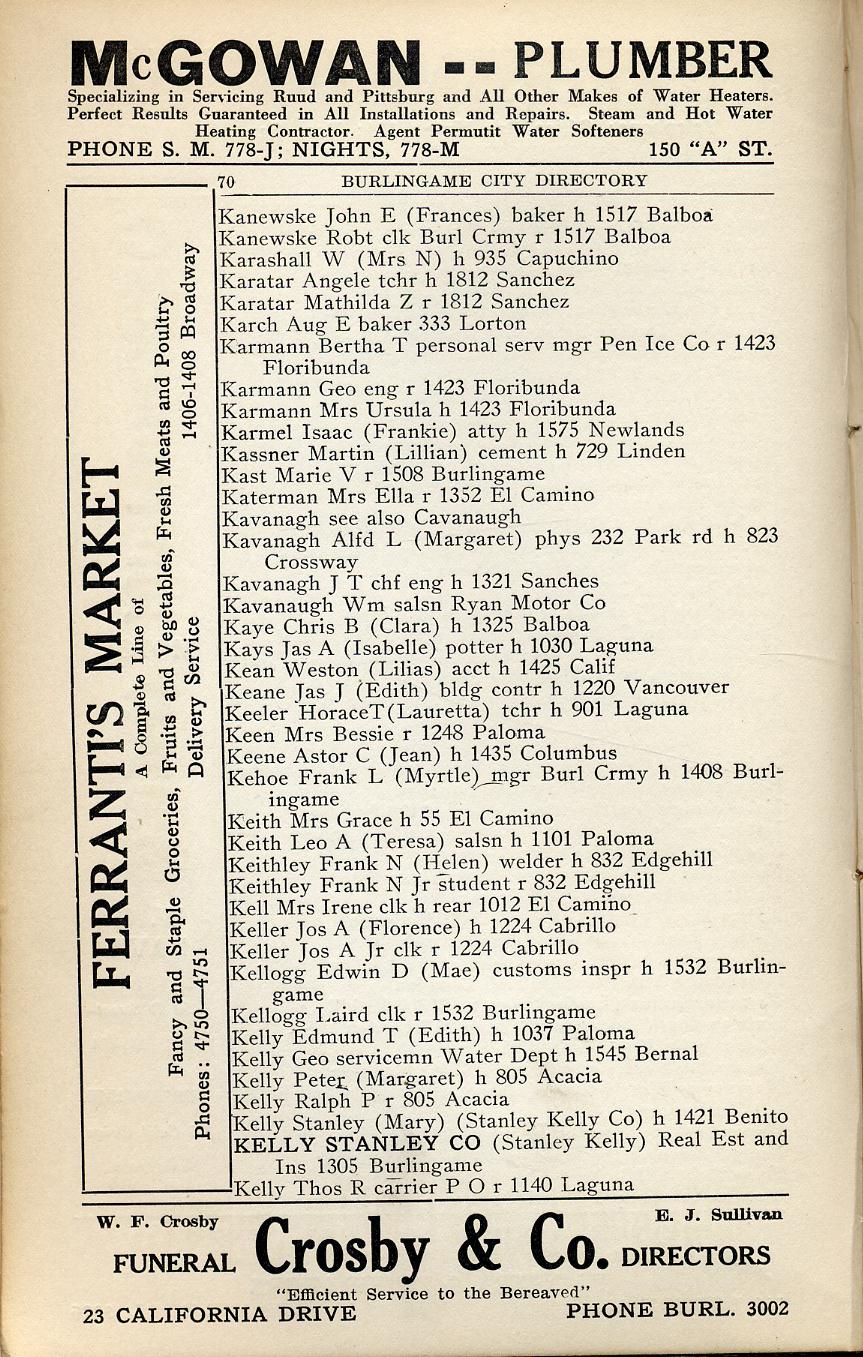 McGOWAN -- PLUMBER
Specializing in Servicing Ruud and Pittsburg and All Other Makes of Water Heaters.
Perfect Results Guaranteed in All Installations and Repairs. Steam and Hot Water
Heating Contractor. Agent Permutit Water Softeners
PHONE S. M. 778-J; NIGHTS, 778-M 150 "A" ST.
70 BURLINGAME CITY DIRECTORY
FERRANTI'S MARKET
A Complete Line of
Fancy and Staple Groceries, Fruits and Vegetables, Fresh Meats and Poultry
Phones: 4750—4751 Delivery Service 1406-1408 Broadway
Kanewske John E (Frances) baker h 1517 Balboa
Kanewske Robt clk Burl Crmy r 1517 Balboa
Karashall W (Mrs N) h 935 Capuchino
Karatar Angele tchr h 1812 Sanchez
Karatar Mathilda Z r 1812 Sanchez
Karch Aug E baker 333 Lorton
Karmann Bertha T personal serv mgr Pen Ice Co r 1423
Floribunda
Karmann Geo eng r 1423 Floribunda
Karmann Mrs Ursula h 1423 Floribunda
Karmel Isaac (Frankie) atty h 1575 Newlands
Kassner Martin (Lillian) cement h 729 Linden
Kast Marie V r 1508 Burlingame
Katerman Mrs Ella r 1352 El Camino
Kavanagh see also Cavanaugh
Kavanagh Alfd L (Margaret) phys 232 Park rd h 823
Crossway
Kavanagh J T chf eng h 1321 Sanches
Kavanaugh Wm salsn Ryan Motor Co
Kaye Chris B (Clara) h 1325 Balboa
Kays Jas A (Isabelle) potter h 1030 Laguna
Kean Weston (Lilias) acct h 1425 Calif
Keane Jas J (Edith) bldg contr h 1220 Vancouver
Keeler HoraceT(Lauretta) tchr h 901 Laguna
Keen Mrs Bessie r 1248 Paloma
Keene Astor C (Jean) h 1435 Columbus
Kehoe Frank L (Myrtle) mgr Burl Crmy h 1408 Burl-
ingame
Keith Mrs Grace h 55 El Camino
Keith Leo A (Teresa) salsn h 1101 Paloma
Keithley Frank N (Helen) welder h 832 Edgehill
Keithley Frank N Jr student r 832 Edgehill
Kell Mrs Irene clk h rear 1012 El Camino
Keller Jos A (Florence) h 1224 Cabrillo
Keller Jos A Jr clk r 1224 Cabrillo
Kellogg Edwin D (Mae) customs inspr h 1532 Burlin-
game
Kellogg Laird clk r 1532 Burlingame
Kelly Edmund T (Edith) h 1037 Paloma
Kelly Geo servicemn Water Dept h 1545 Bernal
Kelly Peter (Margaret) h 805 Acacia
Kelly Ralph P r 805 Acacia
Kelly Stanley (Mary) (Stanley Kelly Co) h 1421 Benito
KELLY STANLEY CO (Stanley Kelly) Real Est and
Ins 1305 Burlingame
Kelly Thos R carrier P O r 1140 Laguna
W. F. Crosby E. J. Sullivan
FUNERAL Crosby & Co. DIRECTORS
"Efficient Service to the Bereaved"
23 CALIFORNIA DRIVE PHONE BURL. 3002